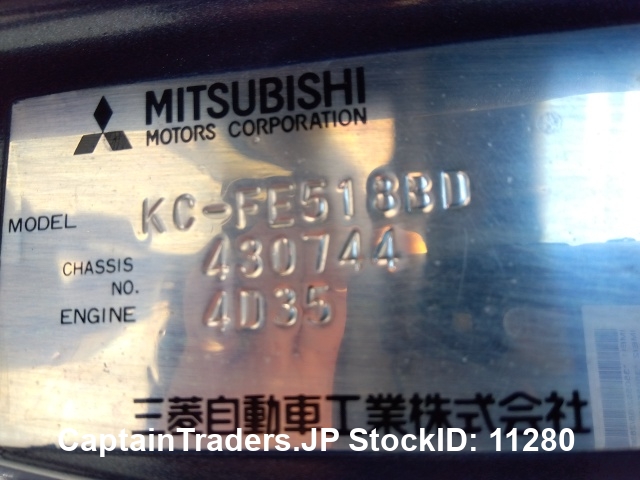 MITSUBISHI
MOTORS CORPORATION
MODEL KC-FE518BD
CHASSIS NO. 430744
ENGINE 4D35
三菱自動車工業株式会社
CaptainTraders.JP StockID: 11280